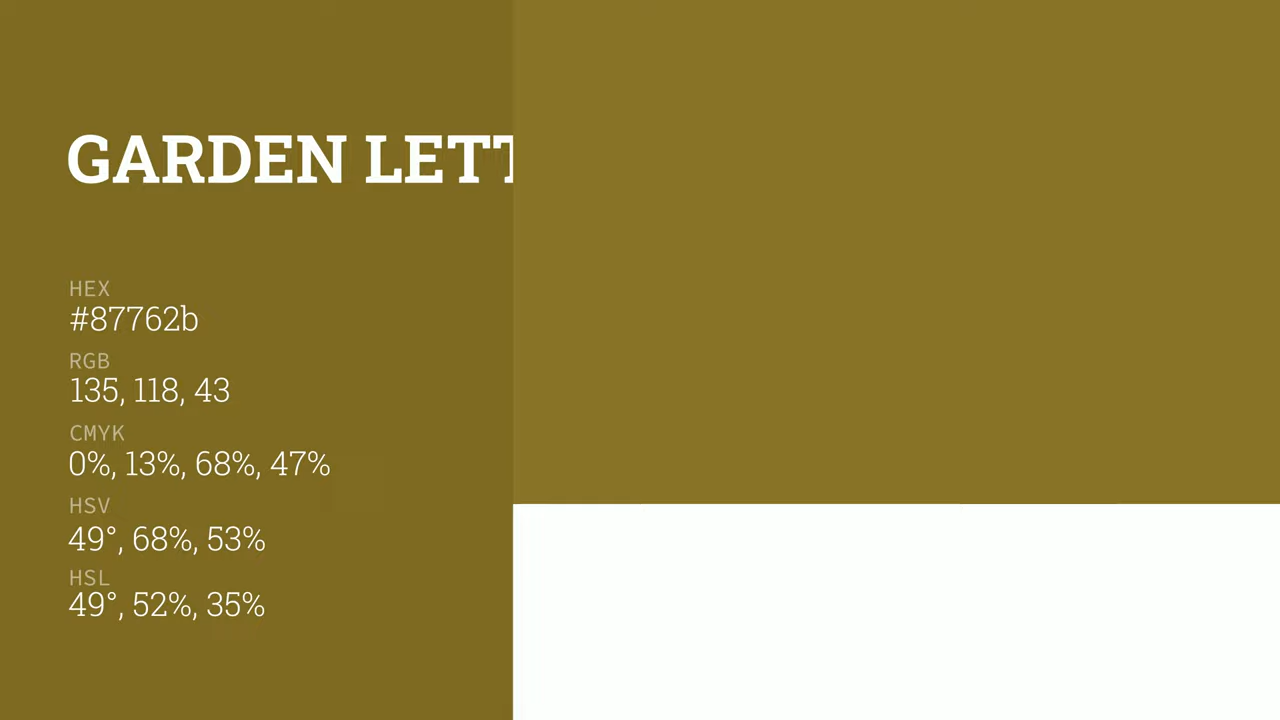 GARDEN LETT
HEX
#87762b
RGB
135, 118, 43
CMYK
0%, 13%, 68%, 47%
HSV
49°, 68%, 53%
HSL
49°, 52%, 35%